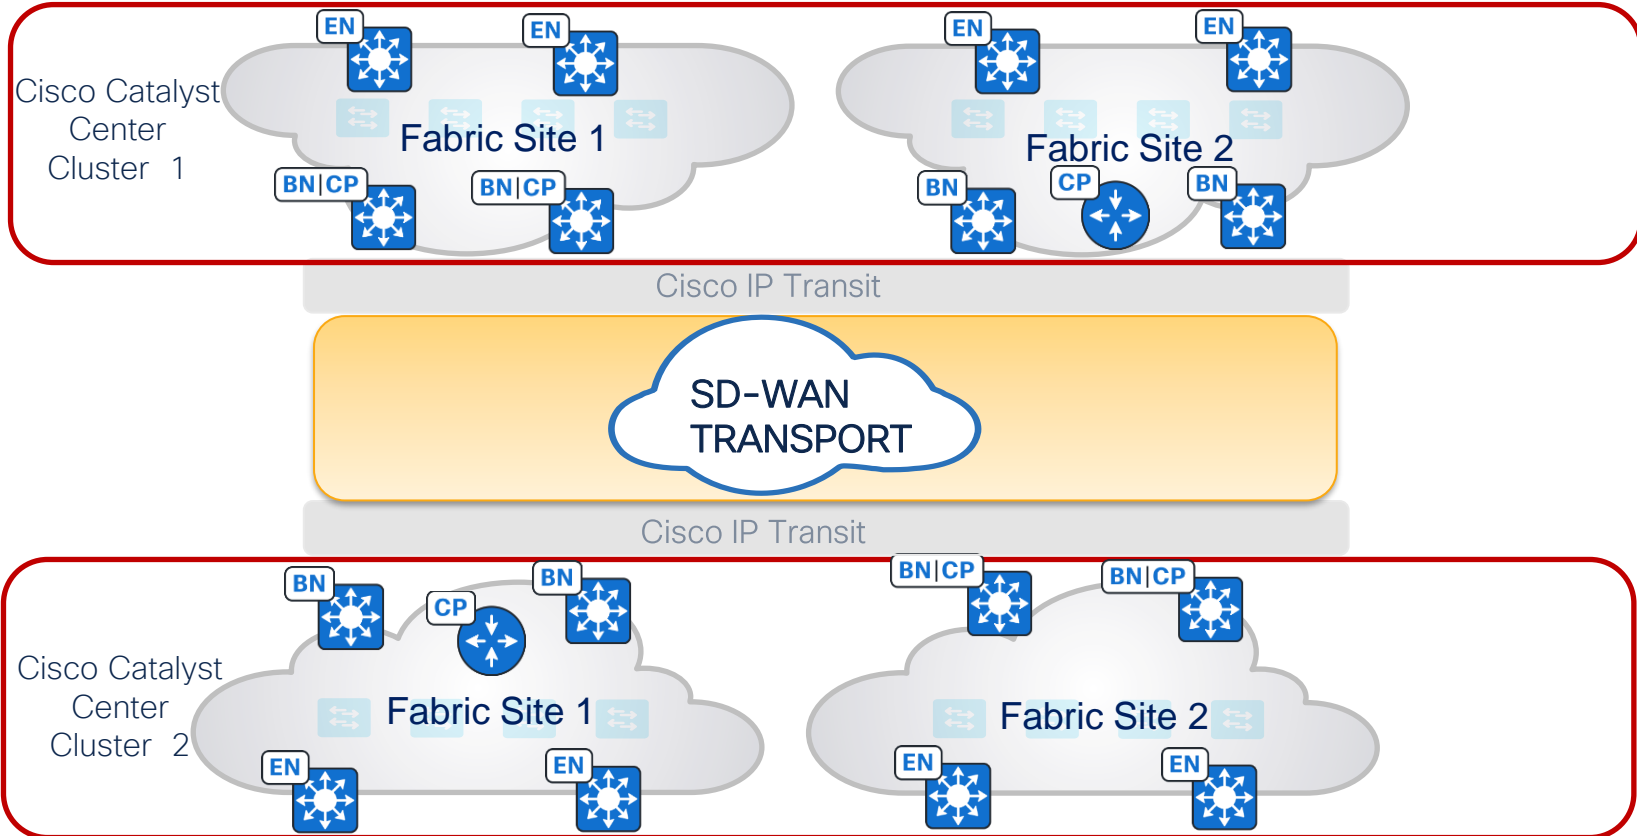 EN
EN
EN
EN
Cisco Catalyst
Center
Cluster 1
Fabric Site 1
Fabric Site 2
BN|CP
BN|CP
BN
CP
BN
Cisco IP Transit
SD-WAN
TRANSPORT
Cisco IP Transit
BN
CP
BN
BN|CP
BN|CP
Cisco Catalyst
Center
Cluster 2
Fabric Site 1
Fabric Site 2
EN
EN
EN
EN